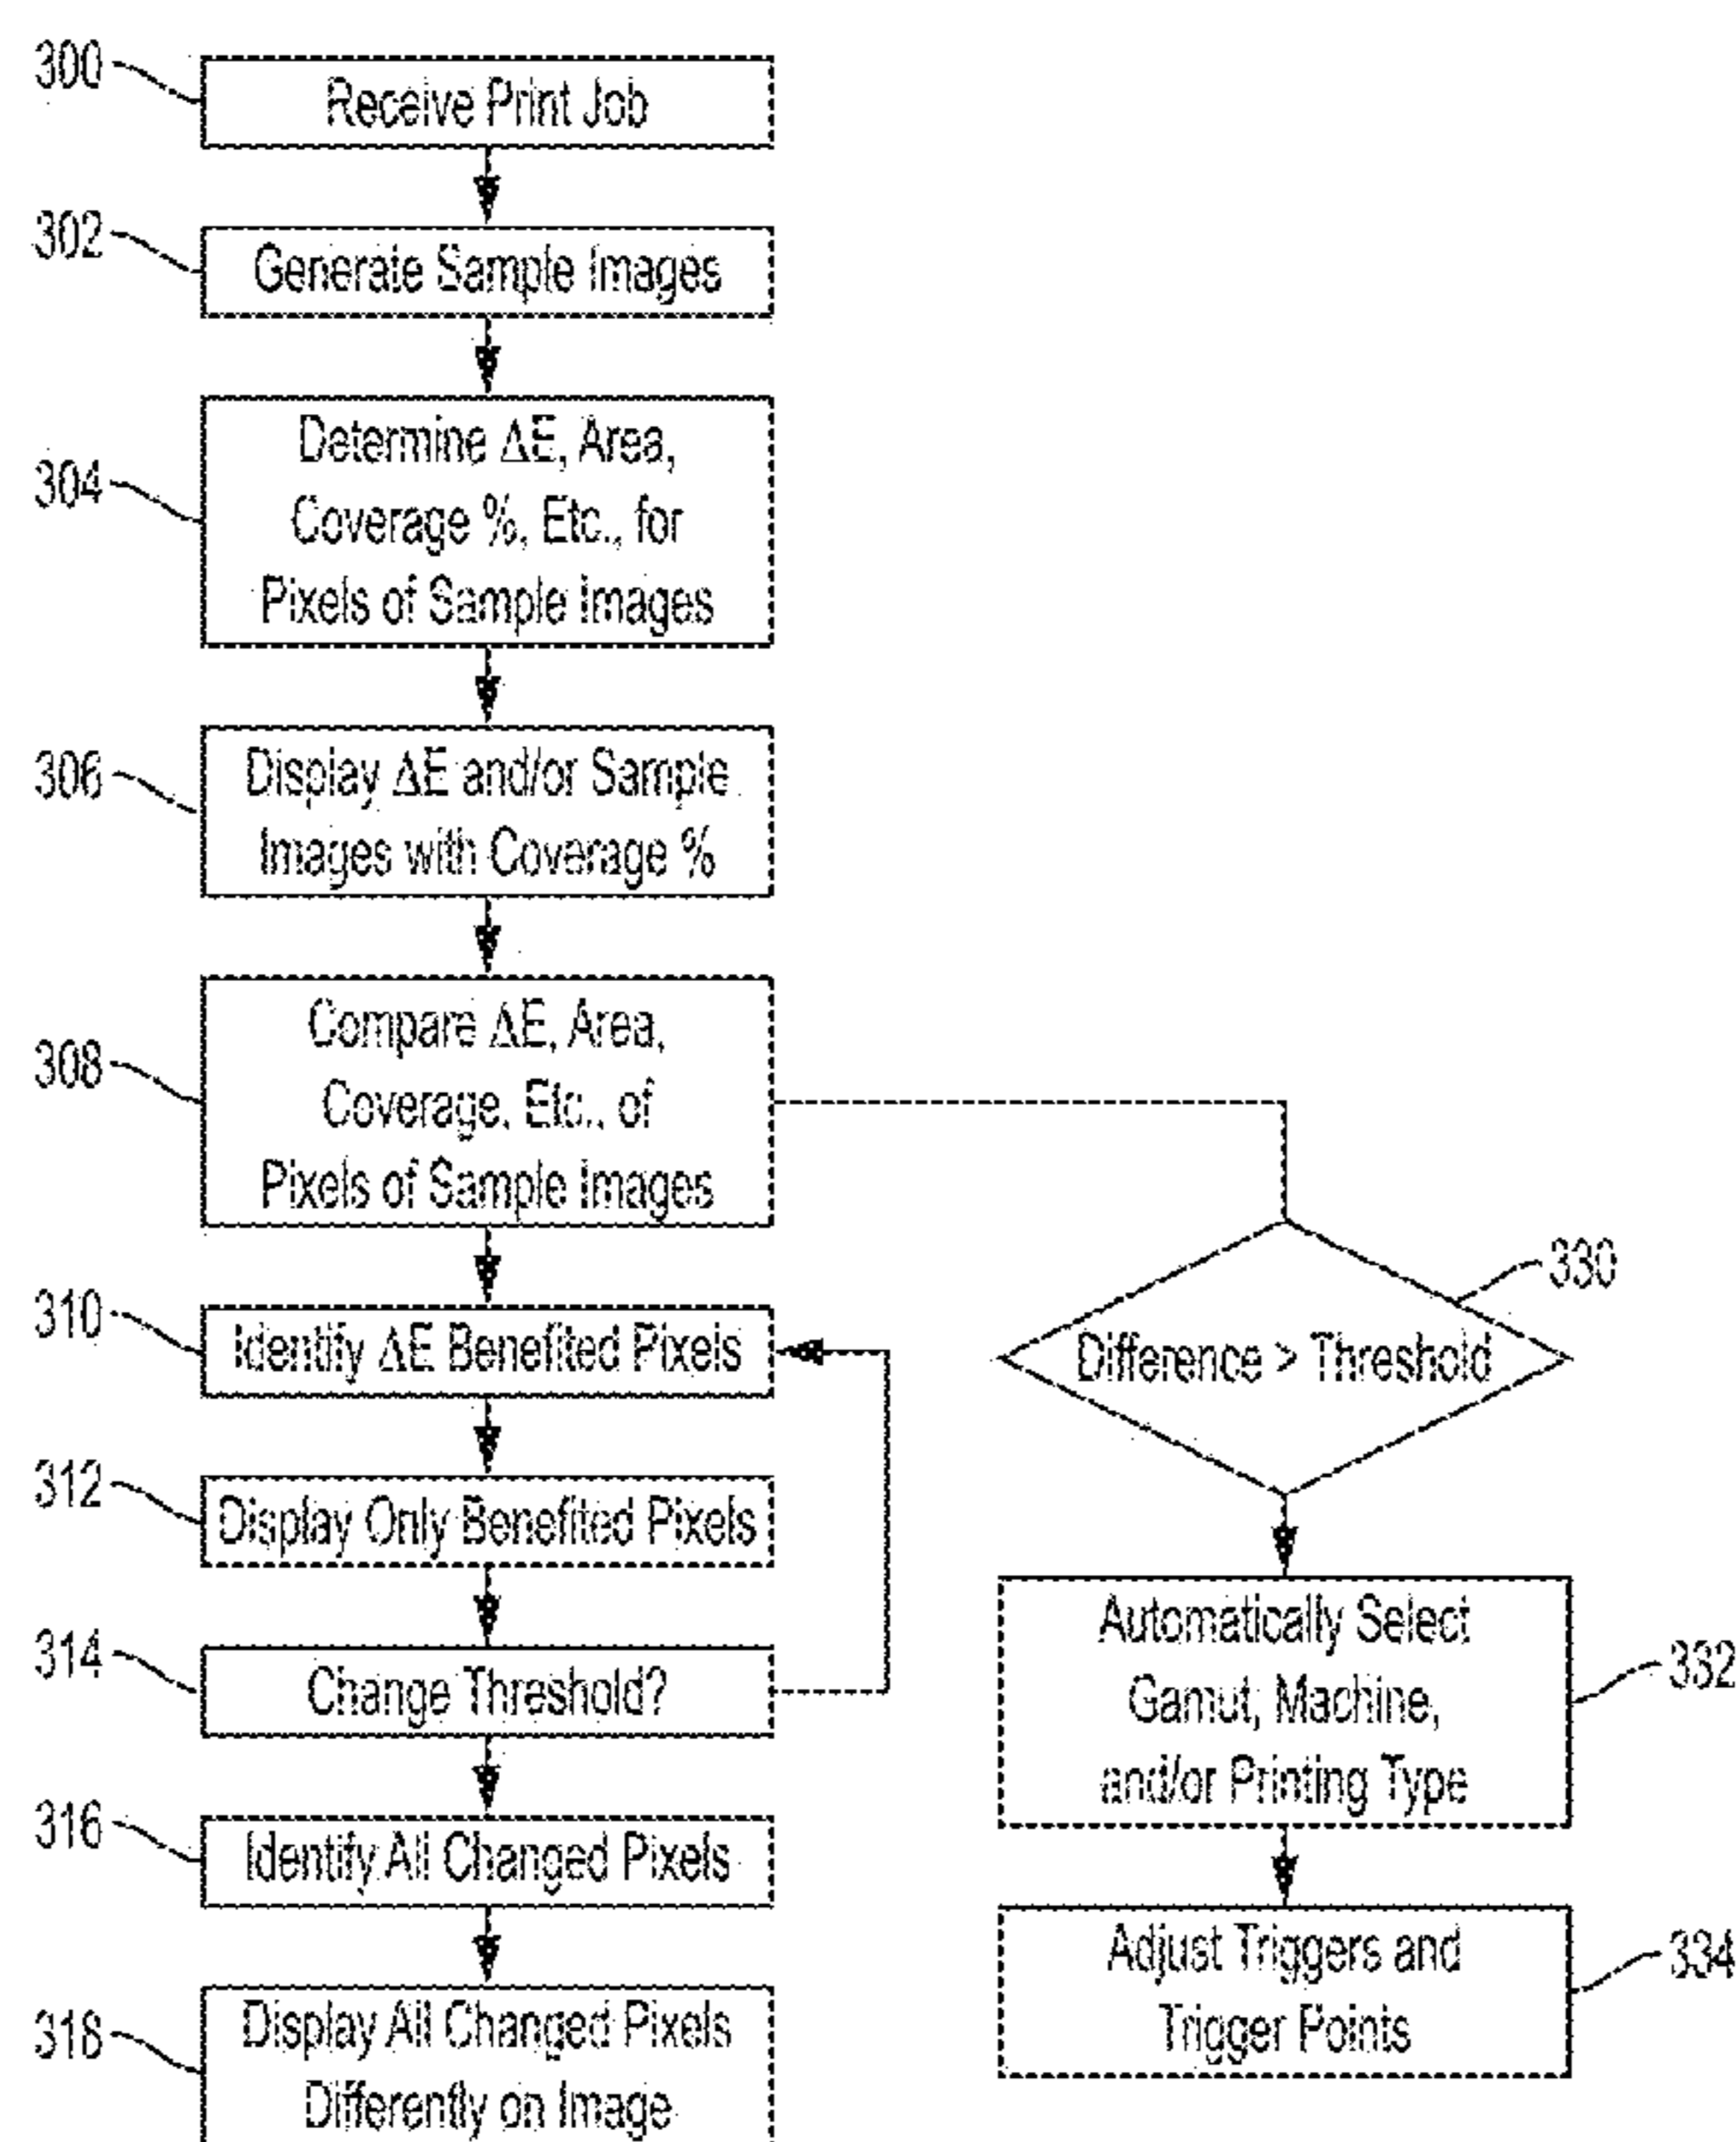 300
Receive Print Job
302
Generate Sample Images
304
Determine ΔE, Area,
Coverage %, Etc., for
Pixels of Sample Images
306
Display ΔE and/or Sample
Images with Coverage %
308
Compare ΔE, Area,
Coverage, Etc., of
Pixels of Sample Images
310
Identify ΔE Benefited Pixels
312
Display Only Benefited Pixels
314
Change Threshold?
316
Identify All Changed Pixels
318
Display All Changed Pixels
Differently on Image
330
Difference > Threshold
Automatically Select
Gamut, Machine,
and/or Printing Type
332
Adjust Triggers and
Trigger Points
334